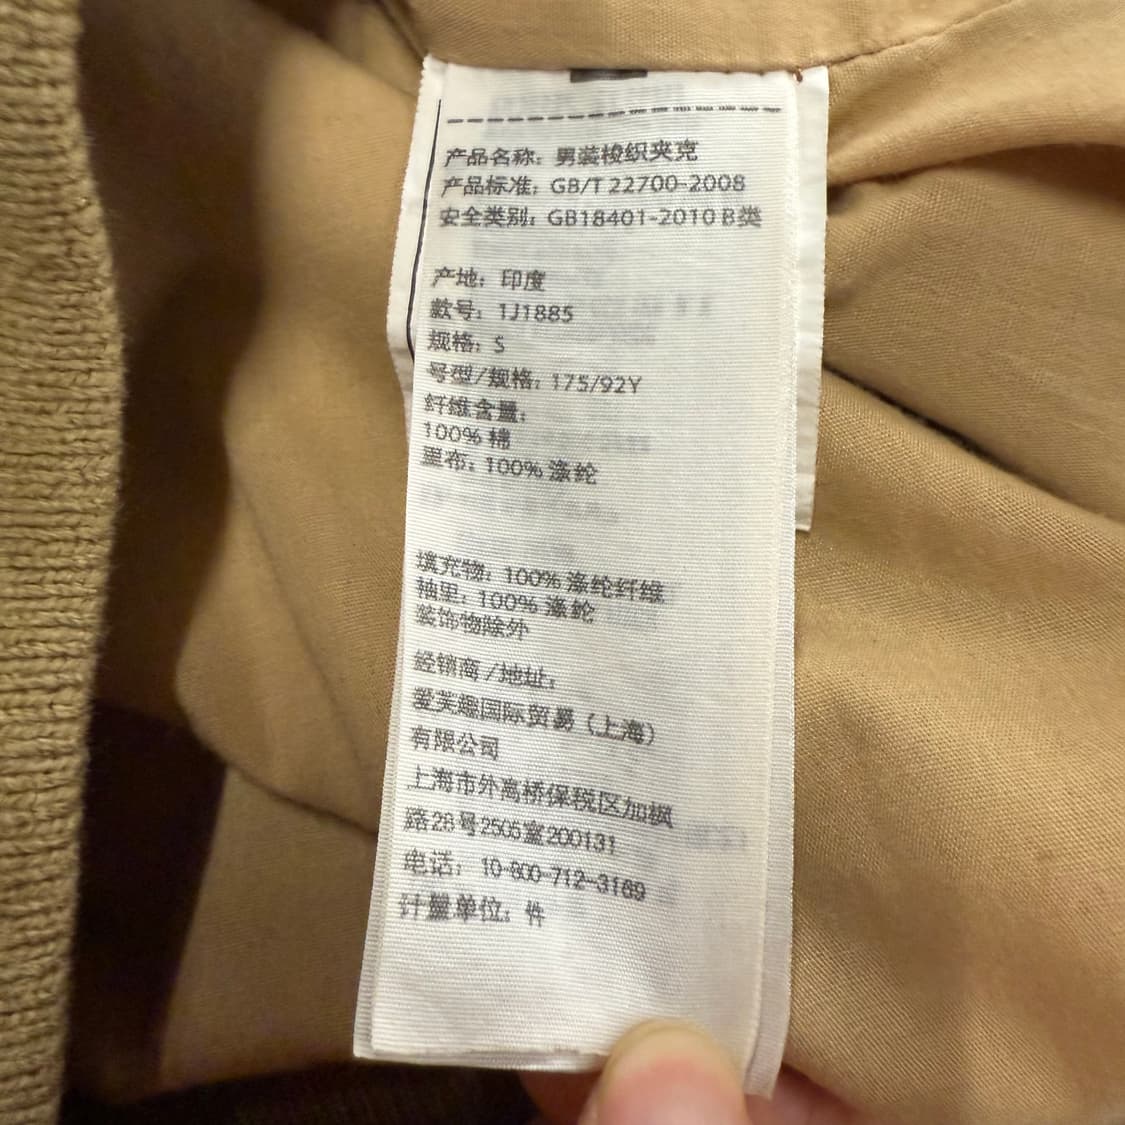 产品名称: 男装梭织夹克
产品标准: GB/T 22700-2008
安全类别: GB18401-2010 B类
产地: 印度
款号: 1J1885
规格: S
号型/规格: 175/92Y
纤维含量:
100% 棉
里布: 100% 涤纶
填充物: 100% 涤纶纤维
袖里: 100% 涤纶
装饰物除外
经销商/地址:
爱芙趣国际贸易（上海）
有限公司
上海市外高桥保税区加枫
路28号2505室200131
电话: 10-800-712-3189
计量单位: 件